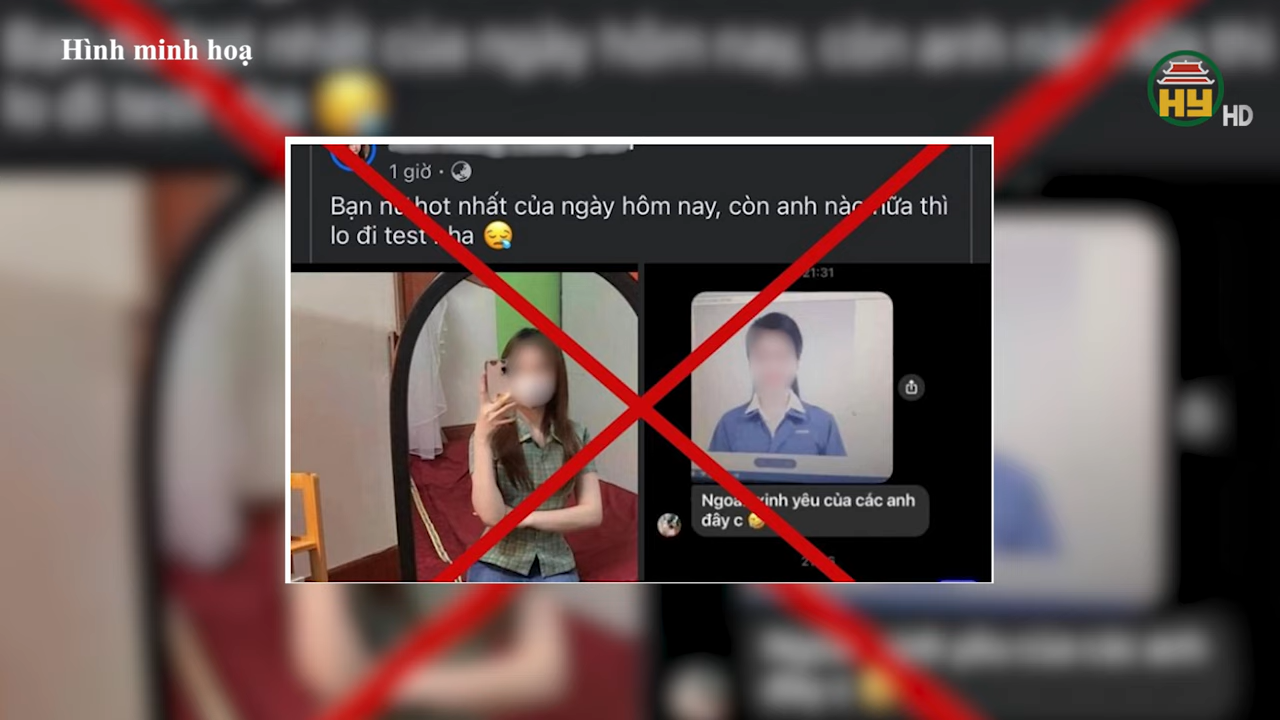 Hình minh hoạ
HY HD
1 giờ ·
Bạn nữ hot nhất của ngày hôm nay, còn anh nào nữa thì
lo đi test nha
21:31
Ngoại xinh yêu của các anh
đây c